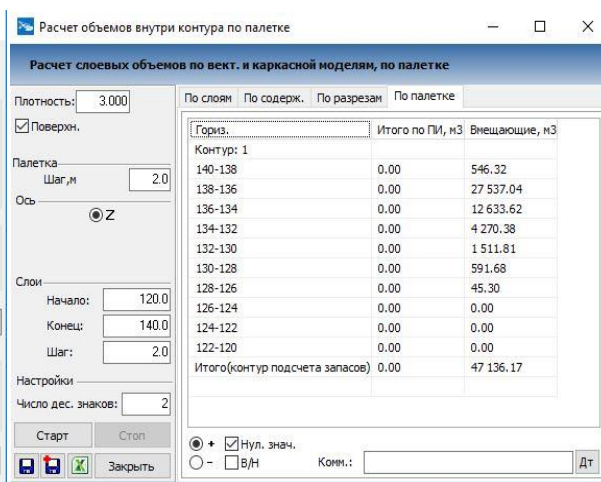 Расчет объемов внутри контура по палетке
Расчет слоевых объемов по вект. и каркасной моделям, по палетке
Плотность: 3.000
Поверхн.
Палетка
Шаг,м 2.0
Ось
Z
Слои
Начало: 120.0
Конец: 140.0
Шаг: 2.0
Настройки
Число дес. знаков: 2
Старт Стоп
Закрыть
По слоям По содерж. По разрезам По палетке
Гориз. Итого по ПИ, м3 Вмещающие, м3
Контур: 1
140-138 0.00 546.32
138-136 0.00 27 537.04
136-134 0.00 12 633.62
134-132 0.00 4 270.38
132-130 0.00 1 511.81
130-128 0.00 591.68
128-126 0.00 45.30
126-124 0.00 0.00
124-122 0.00 0.00
122-120 0.00 0.00
Итого(контур подсчета запасов) 0.00 47 136.17
+ Нул. знач.
- В/Н Комм.: Дт